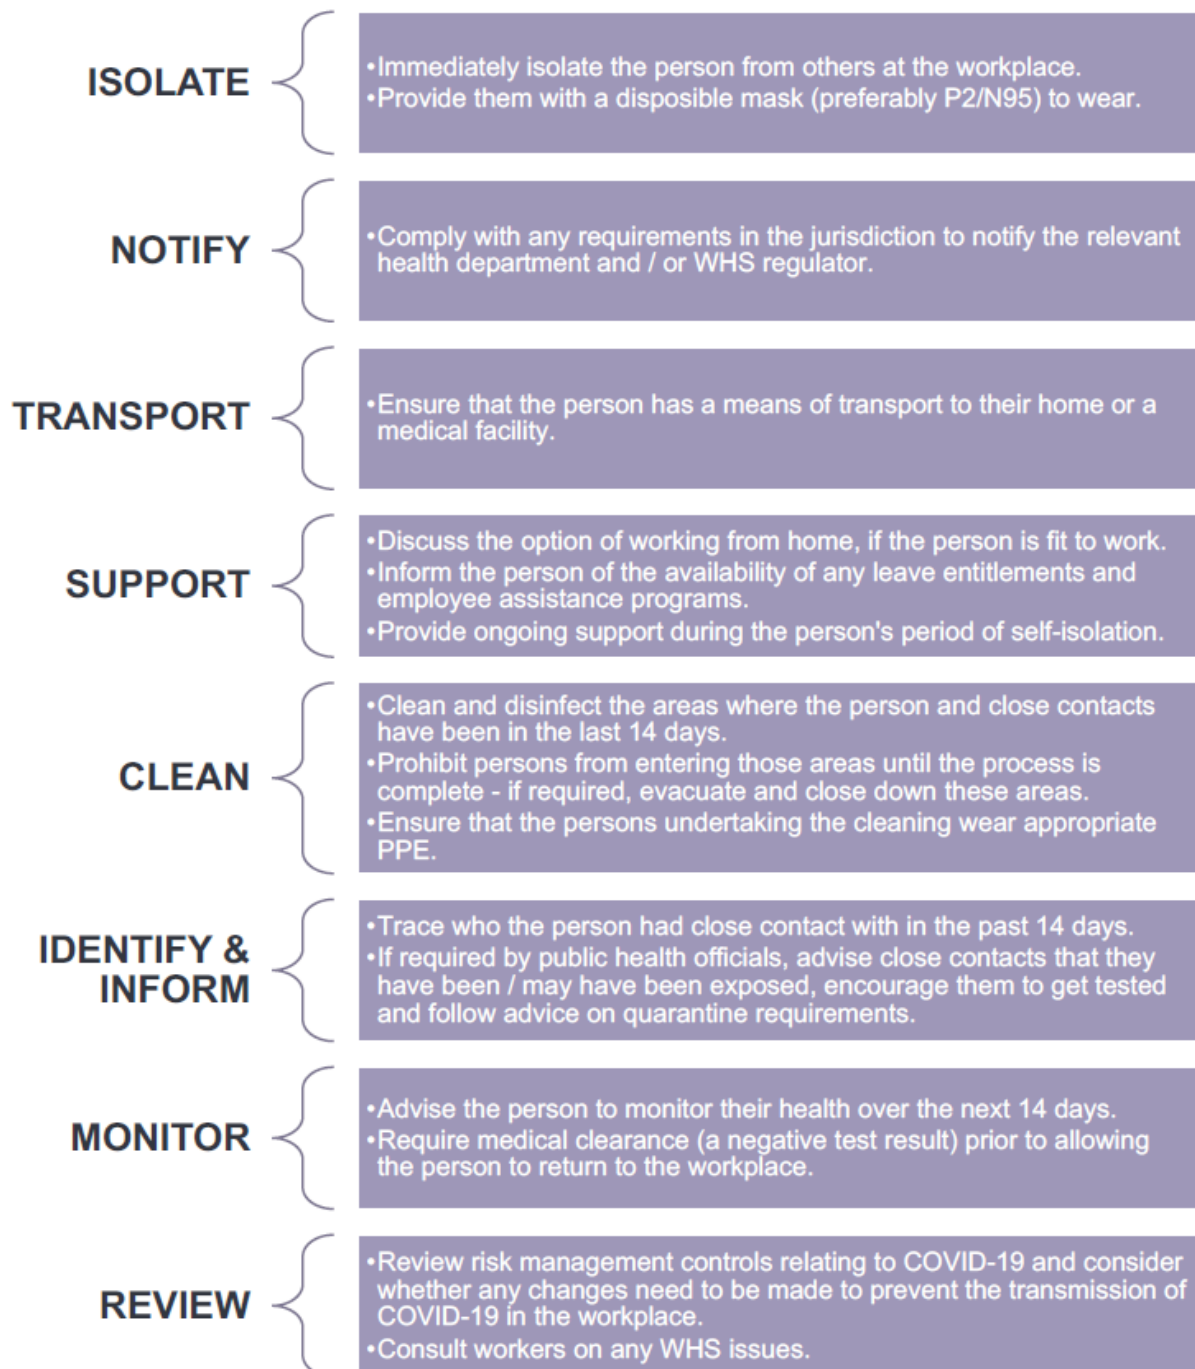 ISOLATE
•Immediately isolate the person from others at the workplace.
•Provide them with a disposible mask (preferably P2/N95) to wear.
NOTIFY
•Comply with any requirements in the jurisdiction to notify the relevant
health department and / or WHS regulator.
TRANSPORT
•Ensure that the person has a means of transport to their home or a
medical facility.
SUPPORT
•Discuss the option of working from home, if the person is fit to work.
•Inform the person of the availability of any leave entitlements and
employee assistance programs.
•Provide ongoing support during the person's period of self-isolation.
CLEAN
•Clean and disinfect the areas where the person and close contacts
have been in the last 14 days.
•Prohibit persons from entering those areas until the process is
complete - if required, evacuate and close down these areas.
•Ensure that the persons undertaking the cleaning wear appropriate
PPE.
IDENTIFY &
INFORM
•Trace who the person had close contact with in the past 14 days.
•If required by public health officials, advise close contacts that they
have been / may have been exposed, encourage them to get tested
and follow advice on quarantine requirements.
MONITOR
•Advise the person to monitor their health over the next 14 days.
•Require medical clearance (a negative test result) prior to allowing
the person to return to the workplace.
REVIEW
•Review risk management controls relating to COVID-19 and consider
whether any changes need to be made to prevent the transmission of
COVID-19 in the workplace.
•Consult workers on any WHS issues.